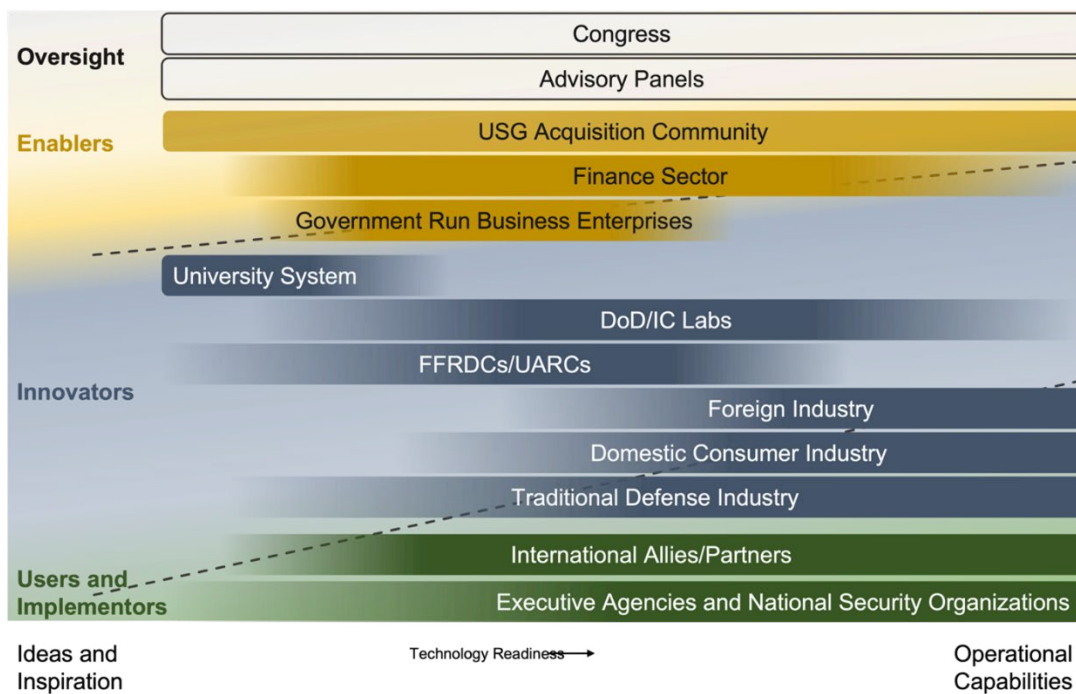 Oversight
Congress
Advisory Panels
Enablers
USG Acquisition Community
Finance Sector
Government Run Business Enterprises
University System
DoD/IC Labs
FFRDCs/UARCs
Innovators
Foreign Industry
Domestic Consumer Industry
Traditional Defense Industry
International Allies/Partners
Users and
Implementors
Executive Agencies and National Security Organizations
Ideas and
Inspiration
Technology Readiness
Operational
Capabilities